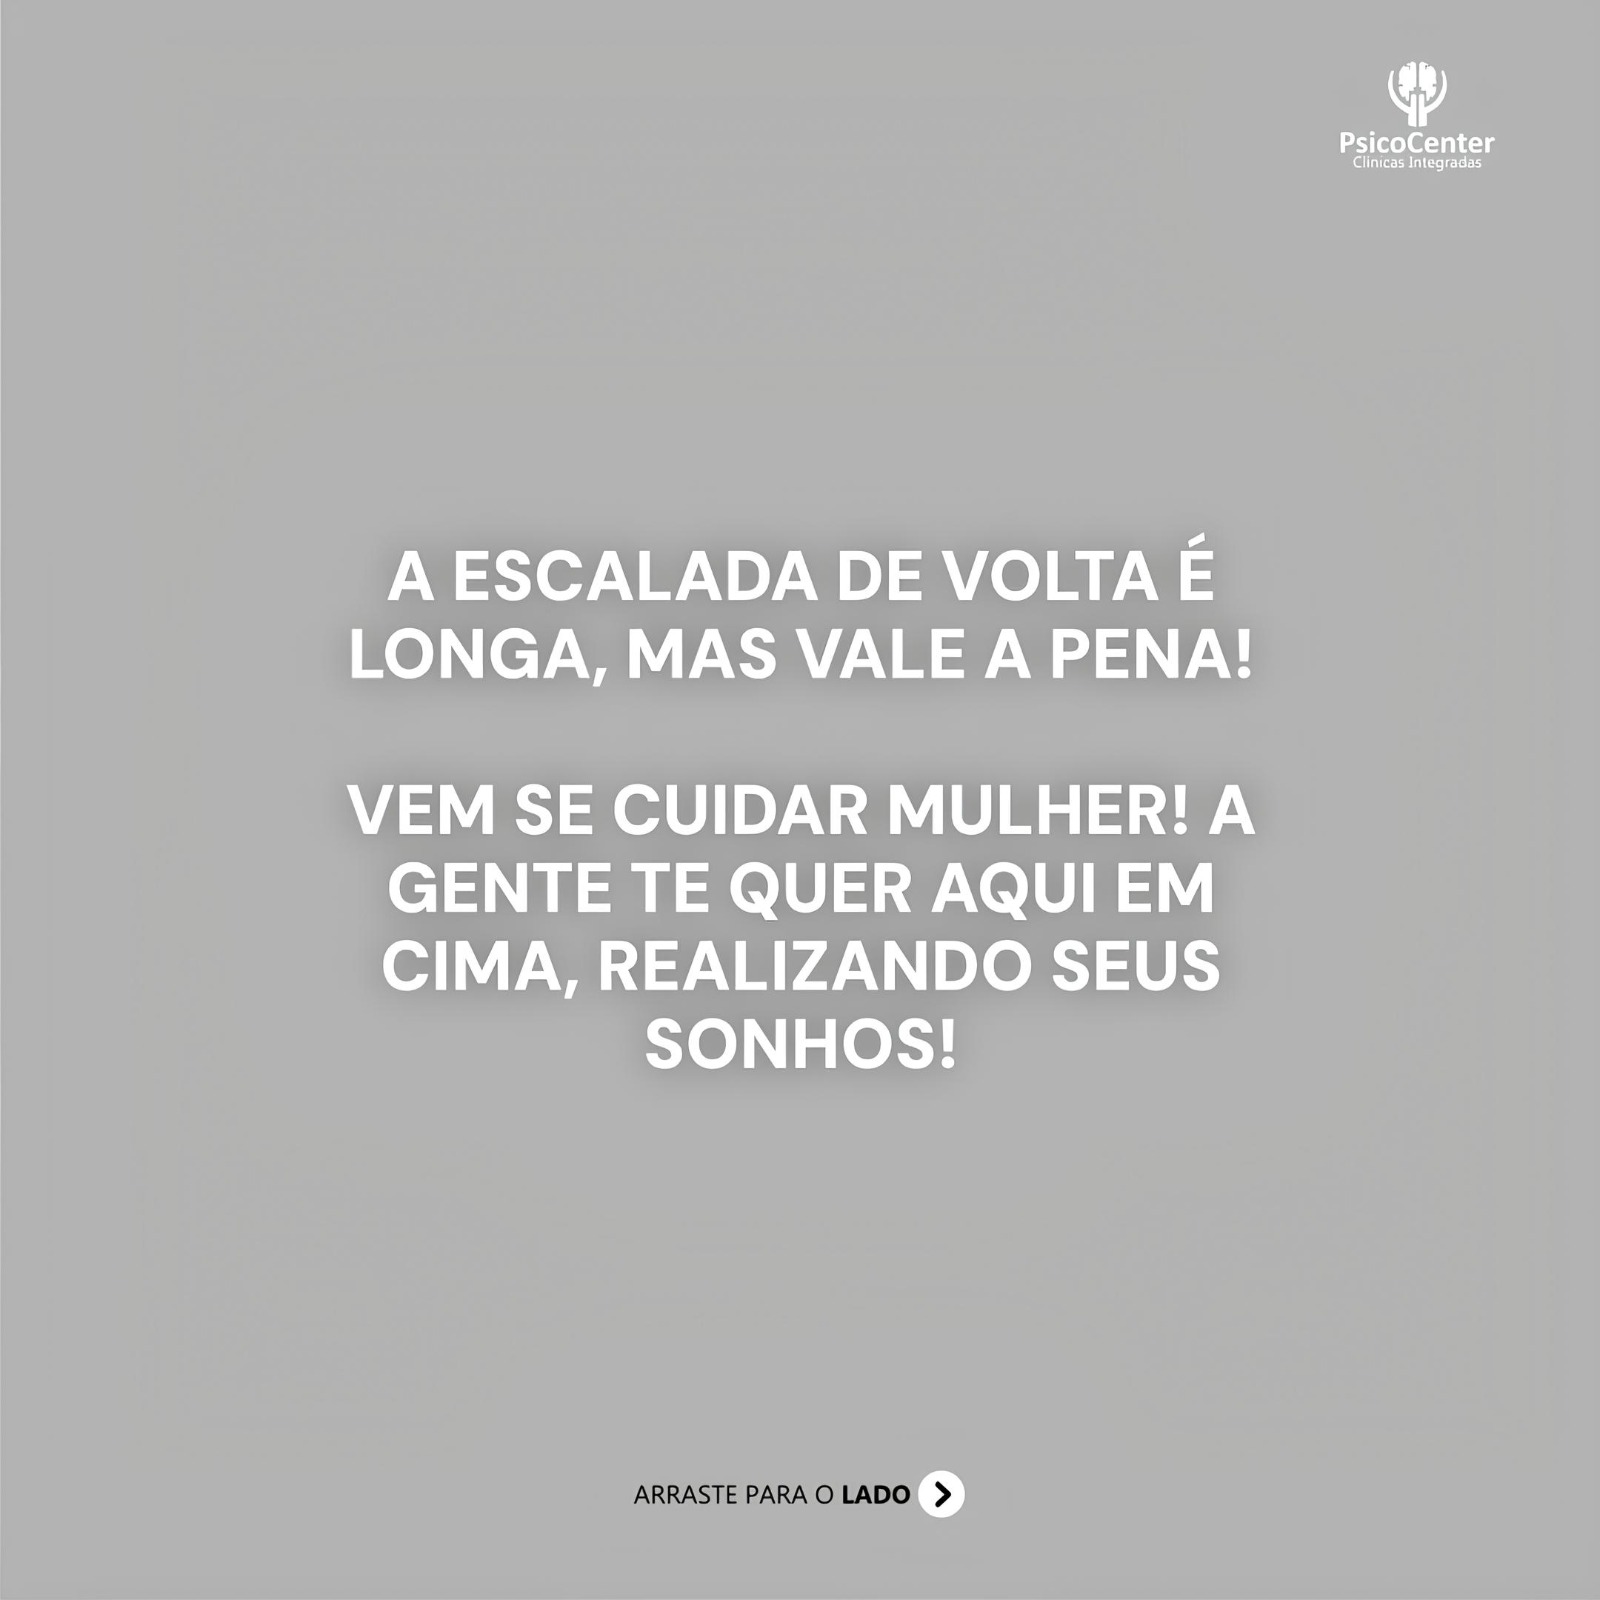 PsicoCenter
Clínicas Integradas
A ESCALADA DE VOLTA É
LONGA, MAS VALE A PENA!
VEM SE CUIDAR MULHER! A
GENTE TE QUER AQUI EM
CIMA, REALIZANDO SEUS
SONHOS!
ARRASTE PARA O LADO